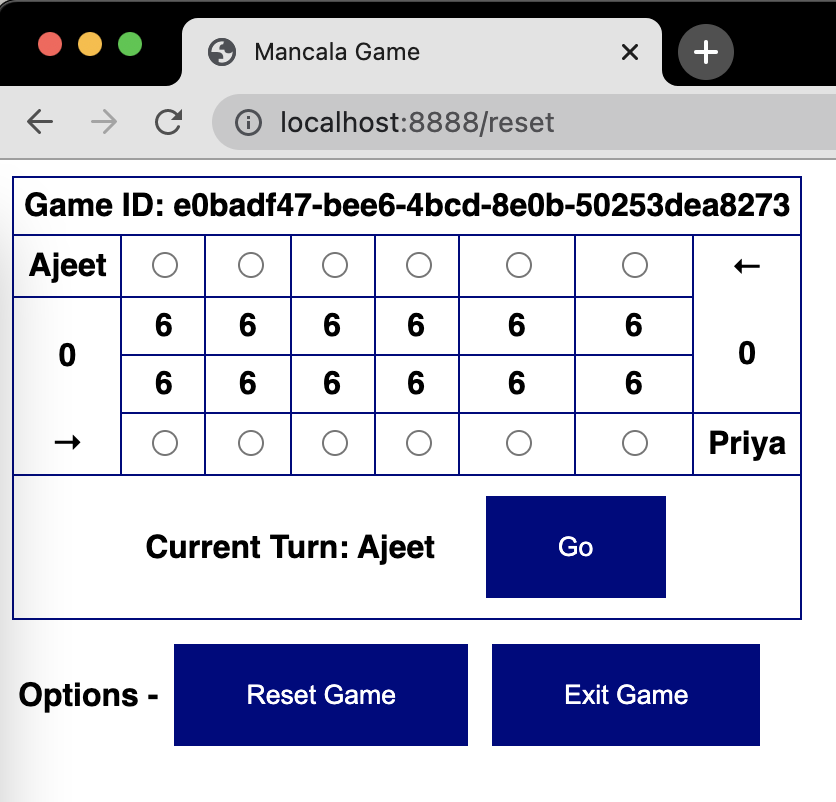 Mancala Game
localhost:8888/reset
Game ID: e0badf47-bee6-4bcd-8e0b-50253dea8273
Ajeet ←
6 6 6 6 6 6
0 0
6 6 6 6 6 6
→ Priya
Current Turn: Ajeet Go
Options - Reset Game Exit Game